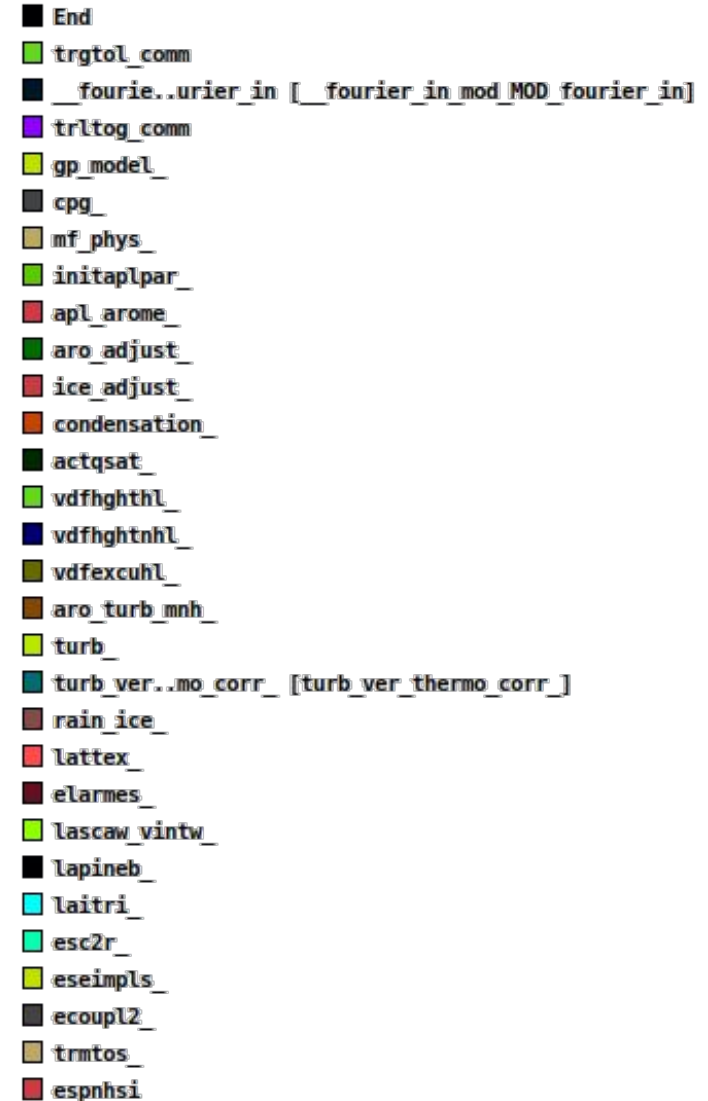 End
trgtol_comm
__fourie..urier_in [__fourier_in_mod_MOD_fourier_in]
trltog_comm
gp_model_
cpg_
mf_phys_
initaplpar_
apl_arome_
aro_adjust_
ice_adjust_
condensation_
actqsat_
vdfhghthl_
vdfhghtnhl_
vdfexcuhl_
aro_turb_mnh_
turb_
turb_ver..mo_corr_ [turb_ver_thermo_corr_]
rain_ice_
lattex_
elarmes_
lascaw_vintw_
lapineb_
laitri_
esc2r_
eseimpls_
ecoupl2_
trmtos_
espnhsi